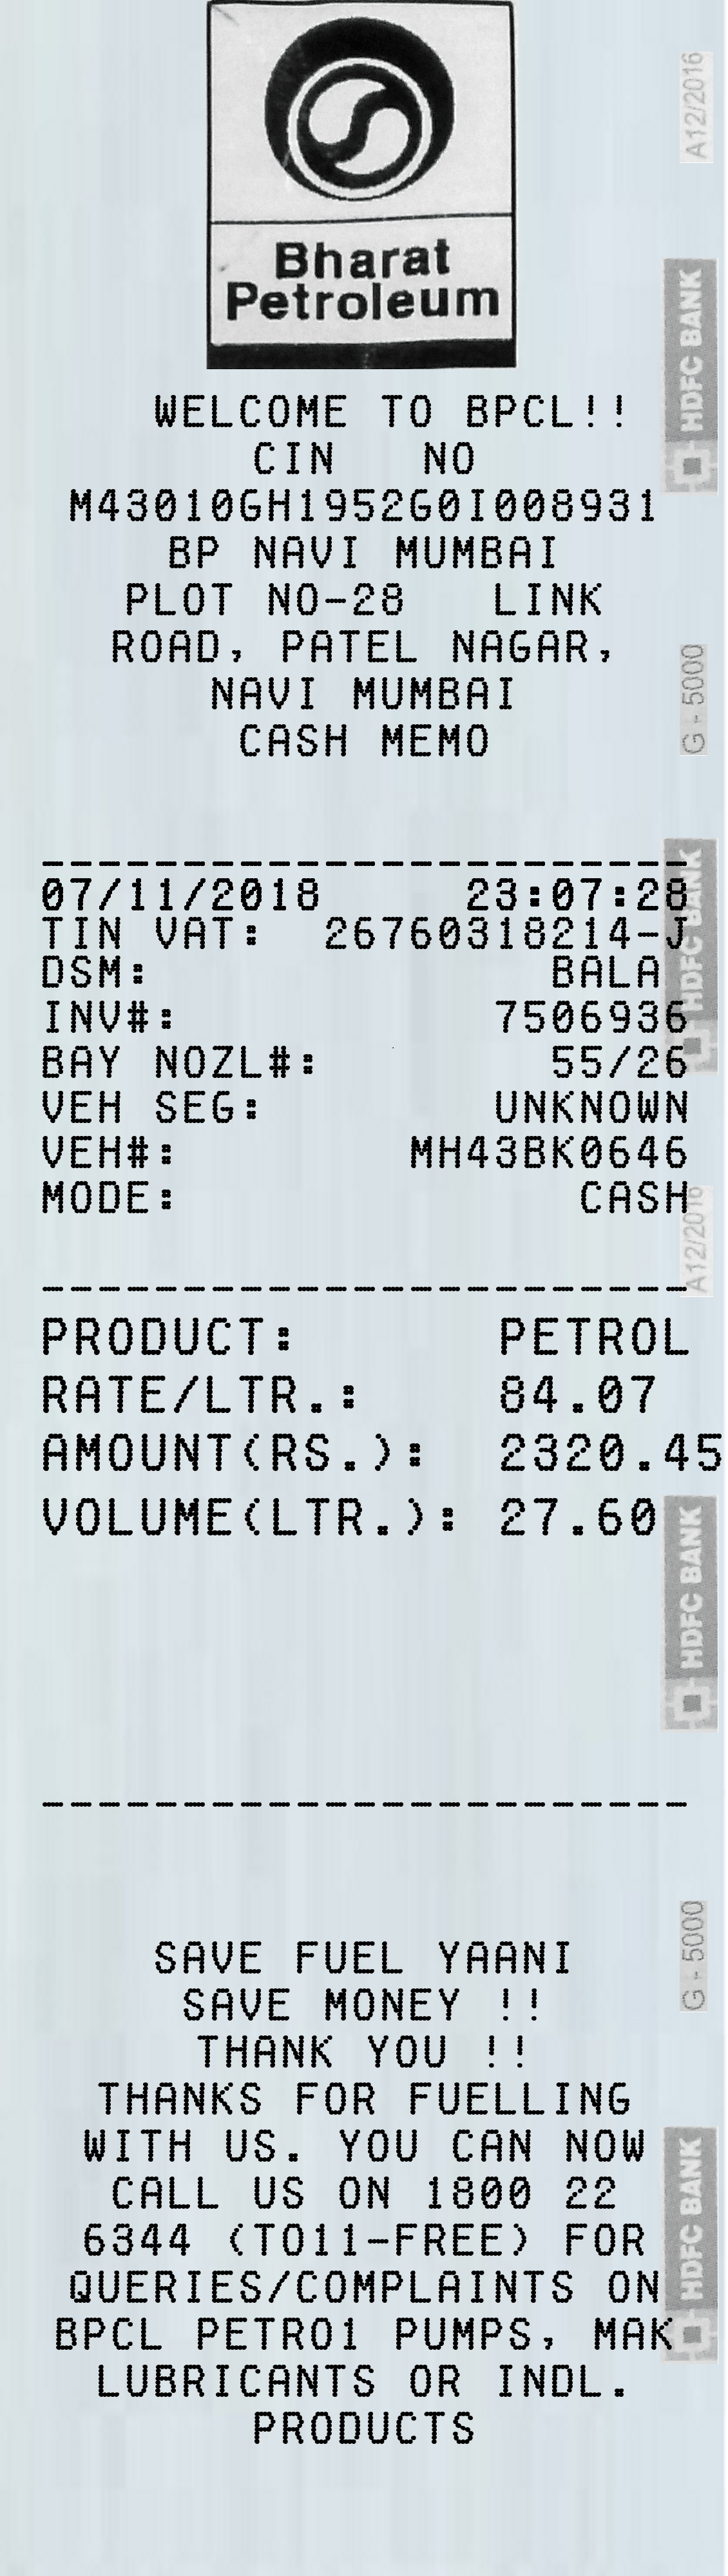 Bharat
Petroleum
WELCOME TO BPCL!!
CIN NO
M43010GH1952G0I008931
BP NAVI MUMBAI
PLOT NO-28 LINK
ROAD, PATEL NAGAR,
NAVI MUMBAI
CASH MEMO
07/11/2018 23:07:28
TIN VAT: 26760318214-J
DSM: BALA
INV#: 7506936
BAY NOZL#: 55/26
VEH SEG: UNKNOWN
VEH#: MH43BK0646
MODE: CASH
PRODUCT: PETROL
RATE/LTR.: 84.07
AMOUNT(RS.): 2320.45
VOLUME(LTR.): 27.60
SAVE FUEL YAANI
SAVE MONEY !!
THANK YOU !!
THANKS FOR FUELLING
WITH US. YOU CAN NOW
CALL US ON 1800 22
6344 (TO11-FREE) FOR
QUERIES/COMPLAINTS ON
BPCL PETRO1 PUMPS, MAK
LUBRICANTS OR INDL.
PRODUCTS
A12/2016
HDFC BANK
G - 5000
HDFC BANK
A12/2016
HDFC BANK
G - 5000
HDFC BANK